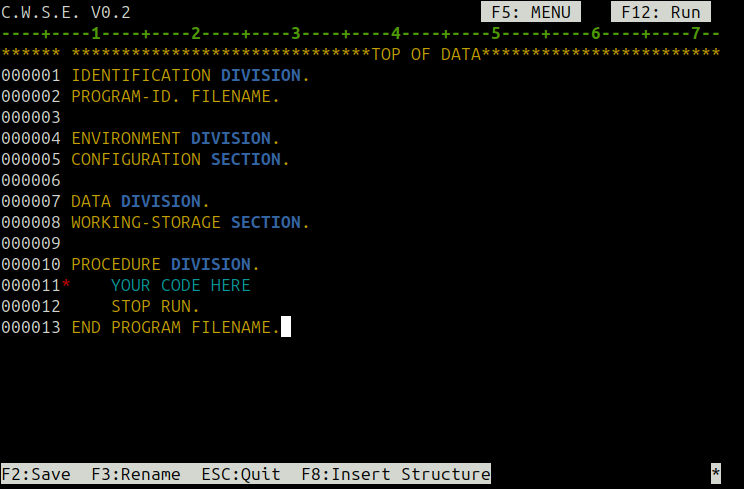 C.W.S.E. V0.2 F5: MENU F12: Run
----+----1----+----2----+----3----+----4----+----5----+----6----+----7--
****** ******************************TOP OF DATA************************
000001 IDENTIFICATION DIVISION.
000002 PROGRAM-ID. FILENAME.
000003
000004 ENVIRONMENT DIVISION.
000005 CONFIGURATION SECTION.
000006
000007 DATA DIVISION.
000008 WORKING-STORAGE SECTION.
000009
000010 PROCEDURE DIVISION.
000011*    YOUR CODE HERE
000012     STOP RUN.
000013 END PROGRAM FILENAME.
F2:Save  F3:Rename  ESC:Quit  F8:Insert Structure *